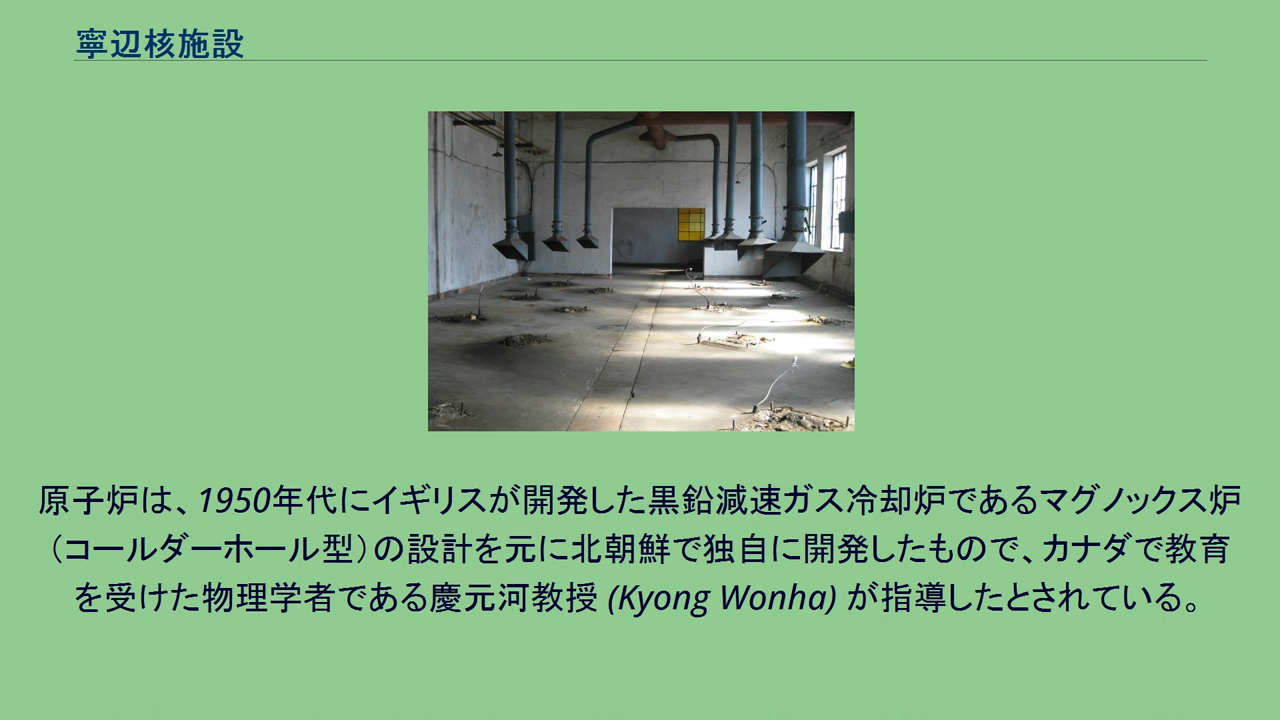 寧辺核施設
原子炉は、1950年代にイギリスが開発した黒鉛減速ガス冷却炉であるマグノックス炉
（コールダーホール型）の設計を元に北朝鮮で独自に開発したもので、カナダで教育
を受けた物理学者である慶元河教授 (Kyong Wonha) が指導したとされている。